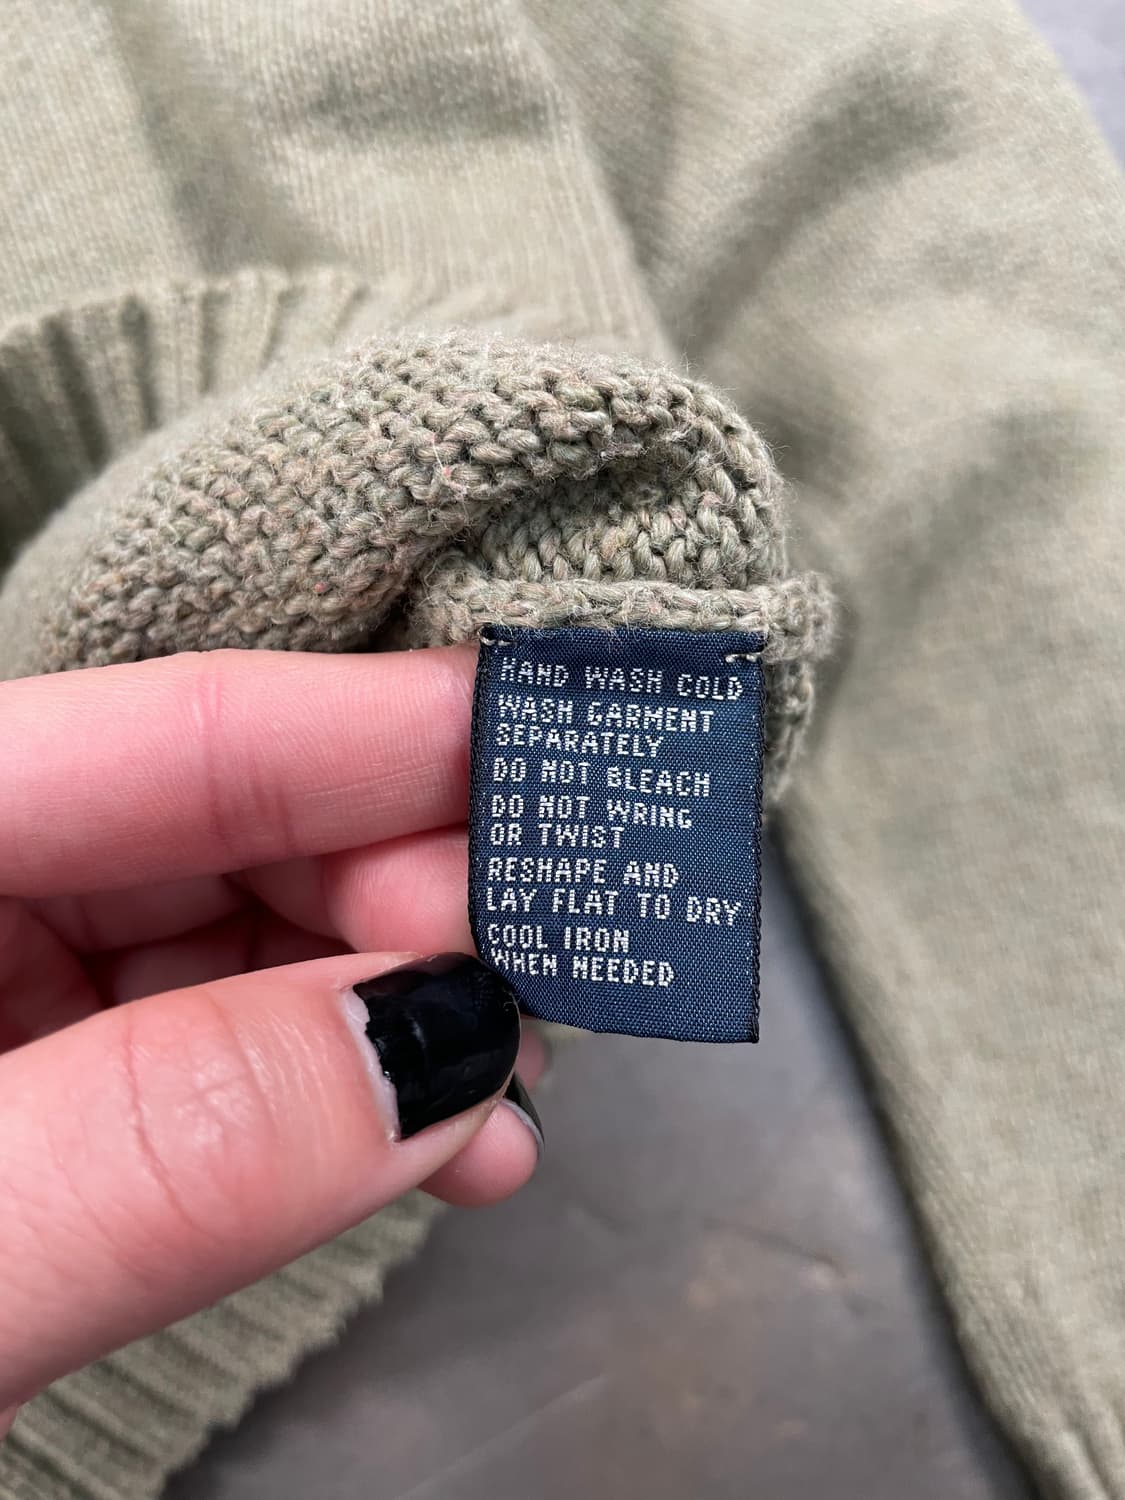 HAND WASH COLD
WASH GARMENT
SEPARATELY
DO NOT BLEACH
DO NOT WRING
OR TWIST
RESHAPE AND
LAY FLAT TO DRY
COOL IRON
WHEN NEEDED